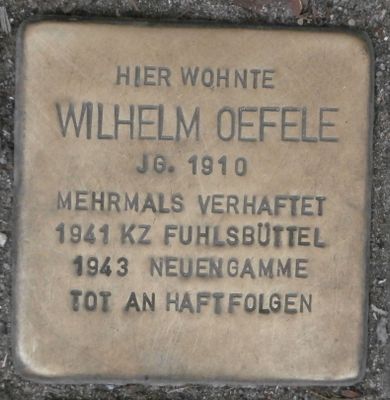 HIER WOHNTE
WILHELM OEFELE
JG. 1910
MEHRMALS VERHAFTET
1941 KZ FUHLSBÜTTEL
1943 NEUENGAMME
TOT AN HAFTFOLGEN